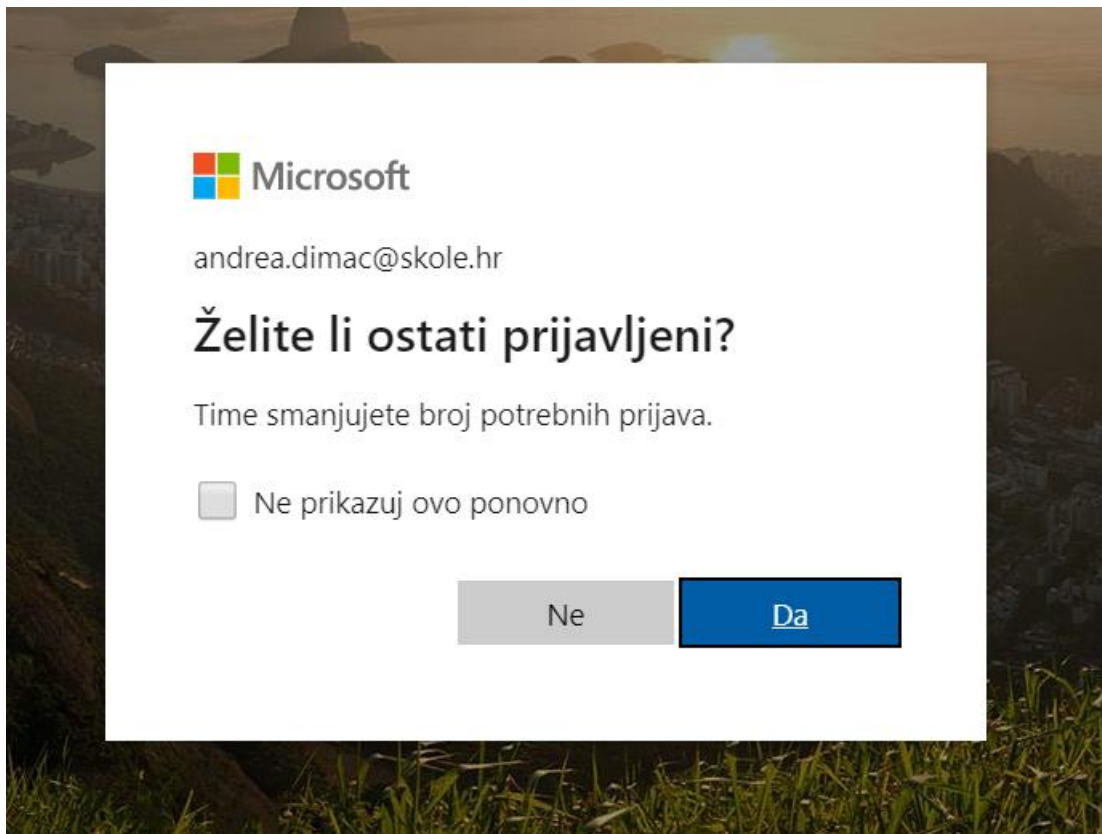 Microsoft
andrea.dimac@skole.hr
Želite li ostati prijavljeni?
Time smanjujete broj potrebnih prijava.
Ne prikazuj ovo ponovno
Ne
Da